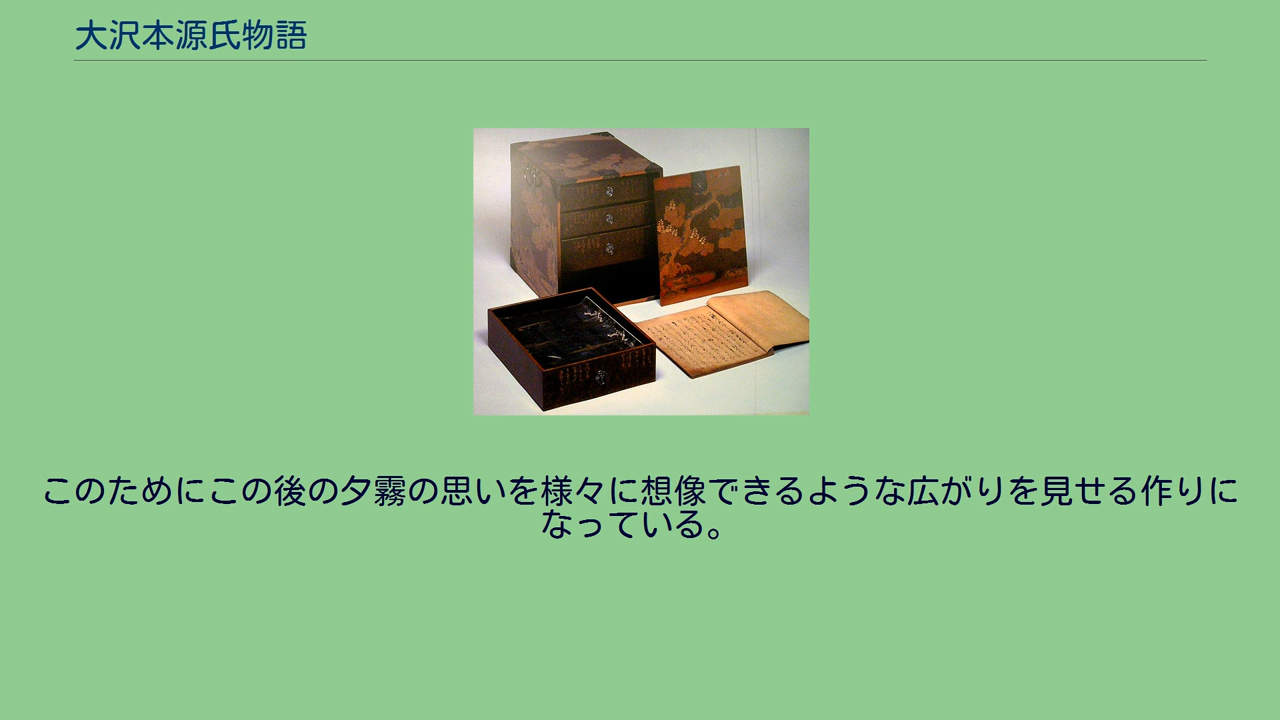 大沢本源氏物語
このためにこの後の夕霧の思いを様々に想像できるような広がりを見せる作りに
なっている。